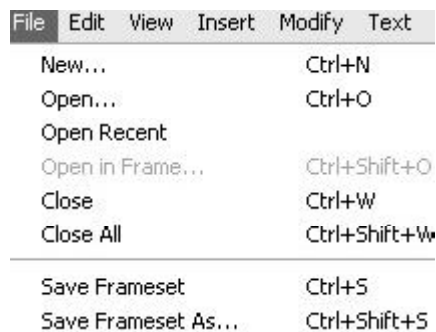 File Edit View Insert Modify Text
New... Ctrl+N
Open... Ctrl+O
Open Recent
Open in Frame... Ctrl+Shift+O
Close Ctrl+W
Close All Ctrl+Shift+W
Save Frameset Ctrl+S
Save Frameset As... Ctrl+Shift+S